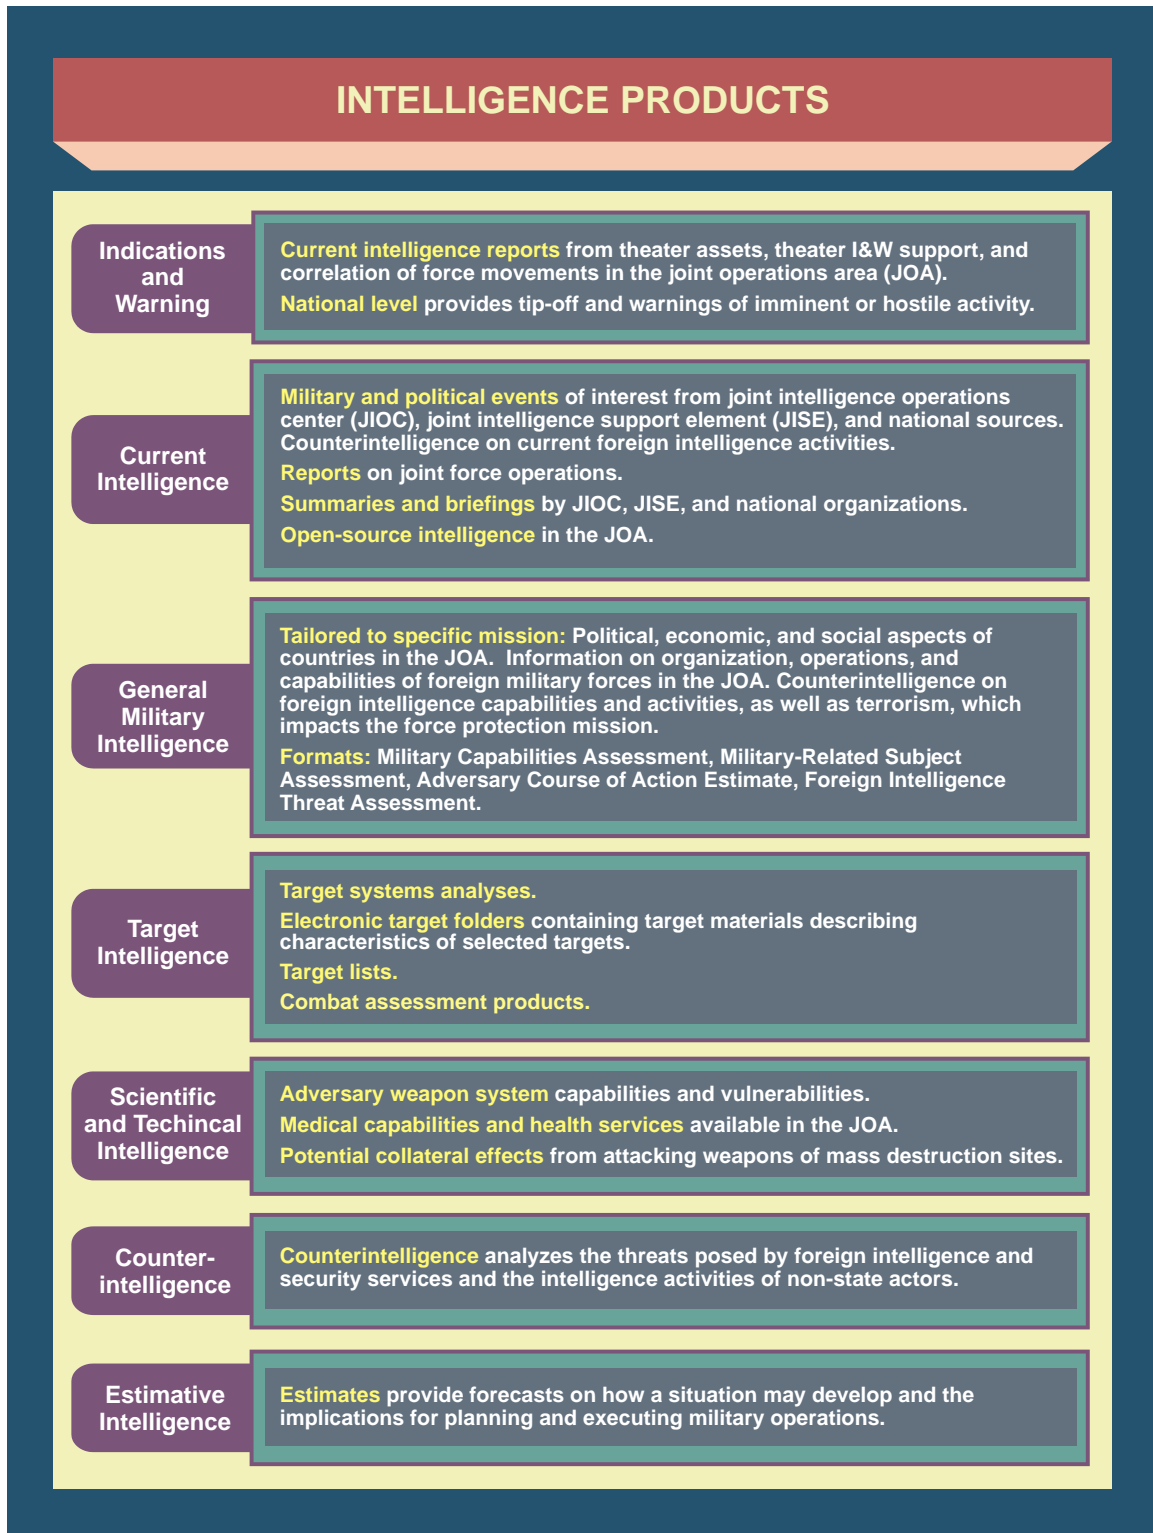 INTELLIGENCE PRODUCTS
Indications
and
Warning
Current intelligence reports from theater assets, theater I&W support, and
correlation of force movements in the joint operations area (JOA).
National level provides tip-off and warnings of imminent or hostile activity.
Current
Intelligence
Military and political events of interest from joint intelligence operations
center (JIOC), joint intelligence support element (JISE), and national sources.
Counterintelligence on current foreign intelligence activities.
Reports on joint force operations.
Summaries and briefings by JIOC, JISE, and national organizations.
Open-source intelligence in the JOA.
General
Military
Intelligence
Tailored to specific mission: Political, economic, and social aspects of
countries in the JOA.  Information on organization, operations, and
capabilities of foreign military forces in the JOA. Counterintelligence on
foreign intelligence capabilities and activities, as well as terrorism, which
impacts the force protection mission.
Formats: Military Capabilities Assessment, Military-Related Subject
Assessment, Adversary Course of Action Estimate, Foreign Intelligence
Threat Assessment.
Target
Intelligence
Target systems analyses.
Electronic target folders containing target materials describing
characteristics of selected targets.
Target lists.
Combat assessment products.
Scientific
and Techincal
Intelligence
Adversary weapon system capabilities and vulnerabilities.
Medical capabilities and health services available in the JOA.
Potential collateral effects from attacking weapons of mass destruction sites.
Counter-
intelligence
Counterintelligence analyzes the threats posed by foreign intelligence and
security services and the intelligence activities of non-state actors.
Estimative
Intelligence
Estimates provide forecasts on how a situation may develop and the
implications for planning and executing military operations.